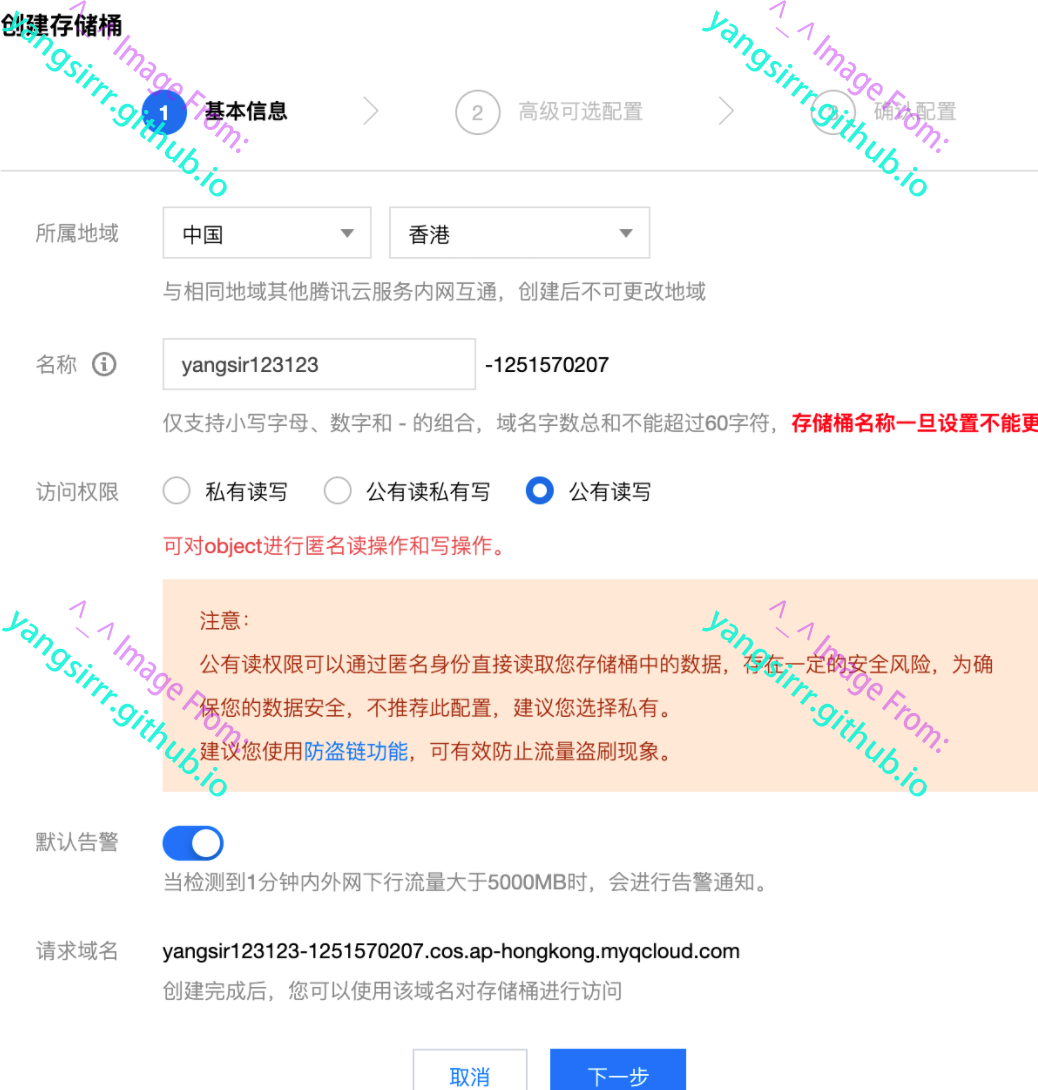 创建存储桶
1 基本信息 2 高级可选配置 3 确认配置
所属地域 中国 香港
与相同地域其他腾讯云服务内网互通，创建后不可更改地域
名称 yangsir123123 -1251570207
仅支持小写字母、数字和 - 的组合，域名字数总和不能超过60字符，存储桶名称一旦设置不能更
访问权限 私有读写 公有读私有写 公有读写
可对object进行匿名读操作和写操作。
注意：
公有读权限可以通过匿名身份直接读取您存储桶中的数据，存在一定的安全风险，为确
保您的数据安全，不推荐此配置，建议您选择私有。
建议您使用防盗链功能，可有效防止流量盗刷现象。
默认告警
当检测到1分钟内外网下行流量大于5000MB时，会进行告警通知。
请求域名 yangsir123123-1251570207.cos.ap-hongkong.myqcloud.com
创建完成后，您可以使用该域名对存储桶进行访问
取消 下一步
^_^ Image From:
yangsirrr.github.io
^_^ Image From:
yangsirrr.github.io
^_^ Image From:
yangsirrr.github.io
^_^ Image From:
yangsirrr.github.io